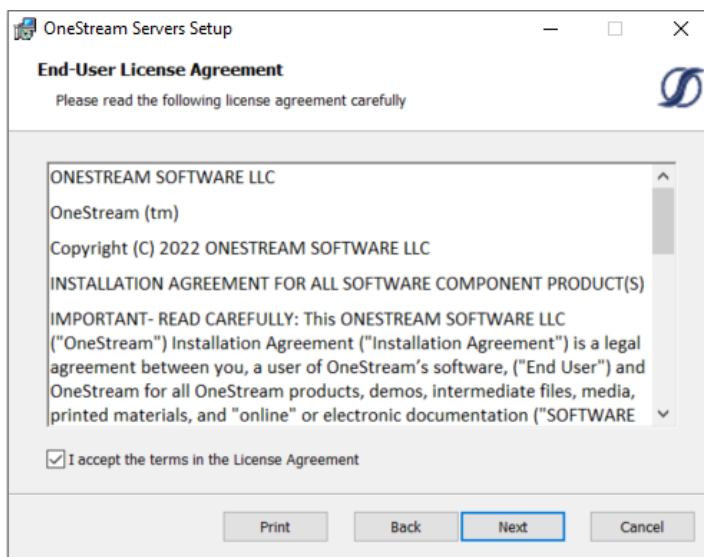 OneStream Servers Setup
End-User License Agreement
Please read the following license agreement carefully
ONESTREAM SOFTWARE LLC
OneStream (tm)
Copyright (C) 2022 ONESTREAM SOFTWARE LLC
INSTALLATION AGREEMENT FOR ALL SOFTWARE COMPONENT PRODUCT(S)
IMPORTANT- READ CAREFULLY: This ONESTREAM SOFTWARE LLC
("OneStream") Installation Agreement ("Installation Agreement") is a legal
agreement between you, a user of OneStream's software, ("End User") and
OneStream for all OneStream products, demos, intermediate files, media,
printed materials, and "online" or electronic documentation ("SOFTWARE
I accept the terms in the License Agreement
Print Back Next Cancel